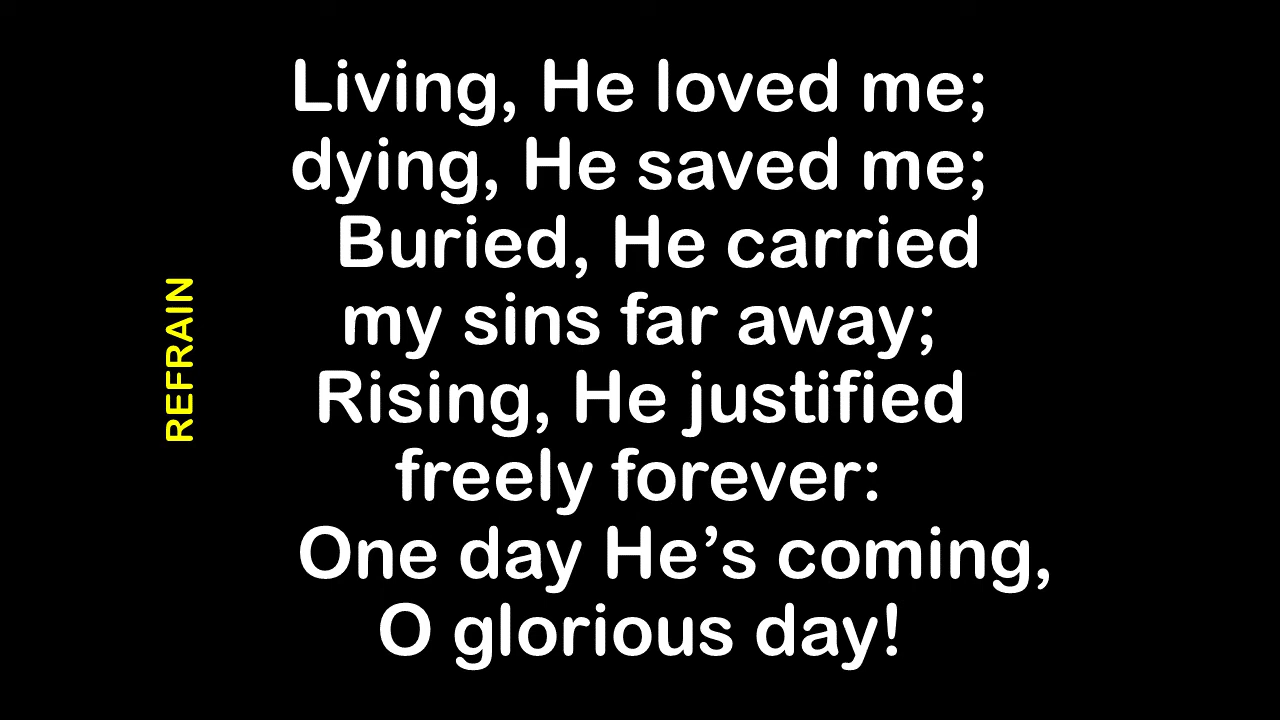 REFRAIN
Living, He loved me;
dying, He saved me;
Buried, He carried
my sins far away;
Rising, He justified
freely forever:
One day He’s coming,
O glorious day!